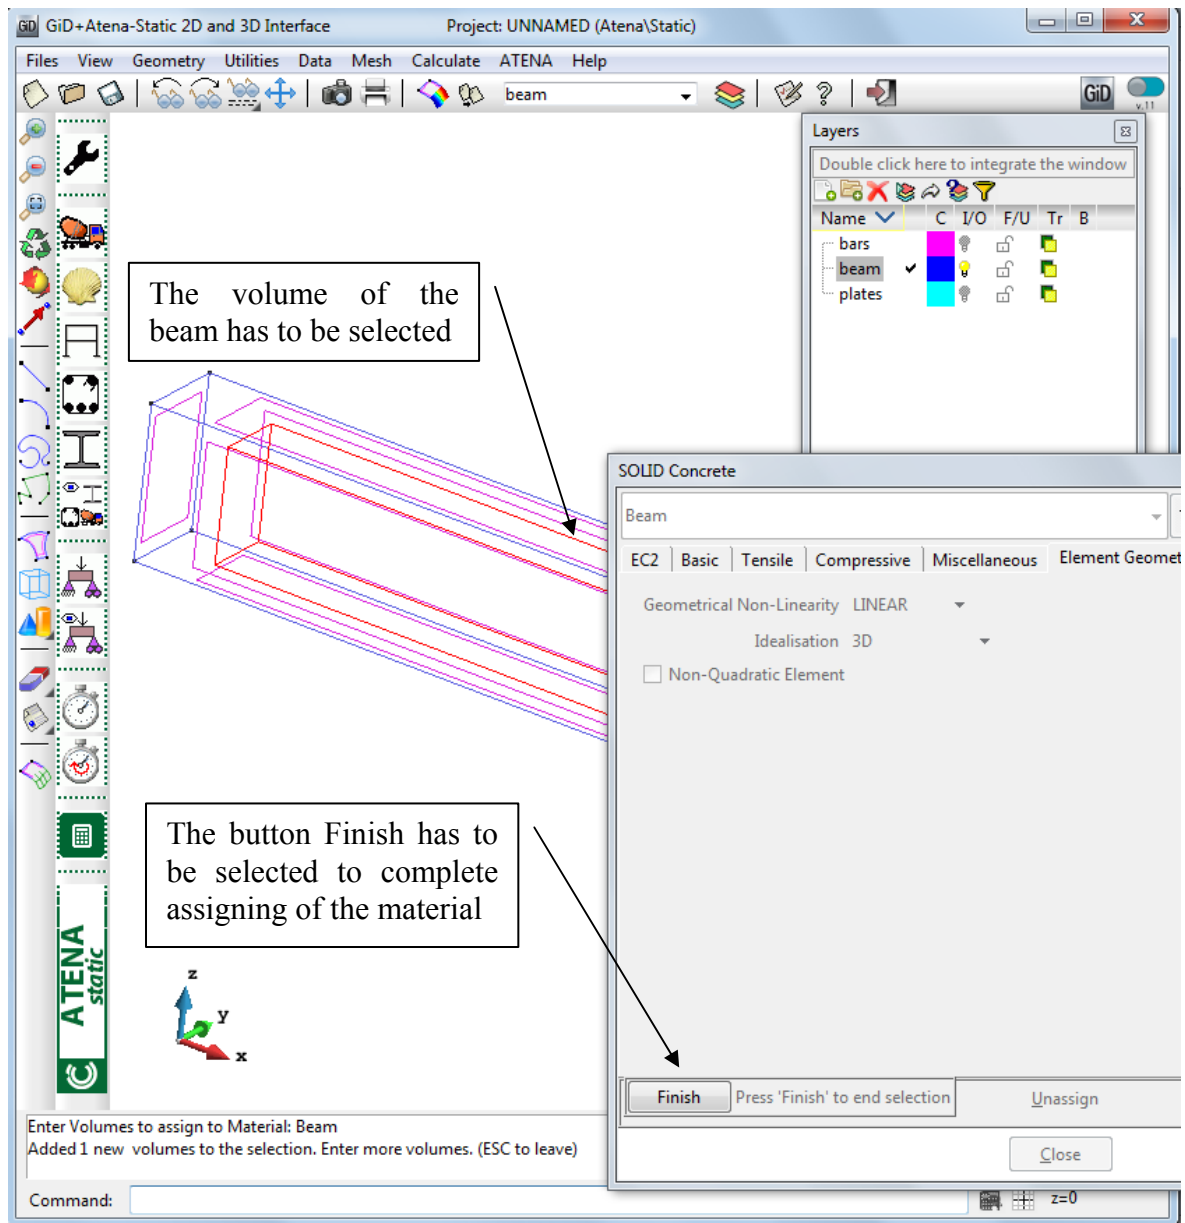 GiD GiD+Atena-Static 2D and 3D Interface Project: UNNAMED (Atena\Static)
Files View Geometry Utilities Data Mesh Calculate ATENA Help
beam
GiD
v.11
Layers
Double click here to integrate the window
Name C I/O F/U Tr B
bars
beam
plates
The volume of the
beam has to be selected
SOLID Concrete
Beam
EC2 Basic Tensile Compressive Miscellaneous Element Geomet
Geometrical Non-Linearity LINEAR
Idealisation 3D
Non-Quadratic Element
The button Finish has to
be selected to complete
assigning of the material
ATENA
static
z
y
x
Finish Press 'Finish' to end selection Unassign
Close
Enter Volumes to assign to Material: Beam
Added 1 new volumes to the selection. Enter more volumes. (ESC to leave)
Command:
z=0